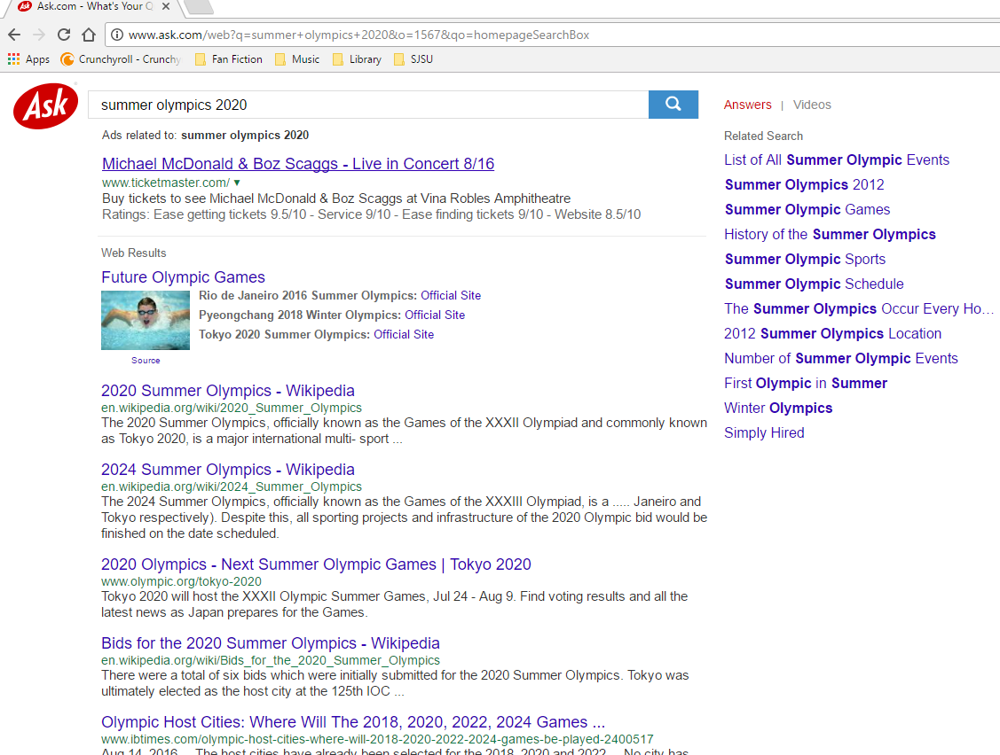 Ask
Ask.com - What's Your Q
www.ask.com/web?q=summer+olympics+2020&o=1567&qo=homepageSearchBox
Apps
Crunchyroll - Crunchy
Fan Fiction
Music
Library
SJSU
Ask
summer olympics 2020
Ads related to: summer olympics 2020
Michael McDonald & Boz Scaggs - Live in Concert 8/16
www.ticketmaster.com/ ▼
Buy tickets to see Michael McDonald & Boz Scaggs at Vina Robles Amphitheatre
Ratings: Ease getting tickets 9.5/10 - Service 9/10 - Ease finding tickets 9/10 - Website 8.5/10
Web Results
Future Olympic Games
Rio de Janeiro 2016 Summer Olympics: Official Site
Pyeongchang 2018 Winter Olympics: Official Site
Tokyo 2020 Summer Olympics: Official Site
Source
2020 Summer Olympics - Wikipedia
en.wikipedia.org/wiki/2020_Summer_Olympics
The 2020 Summer Olympics, officially known as the Games of the XXXII Olympiad and commonly known
as Tokyo 2020, is a major international multi- sport ...
2024 Summer Olympics - Wikipedia
en.wikipedia.org/wiki/2024_Summer_Olympics
The 2024 Summer Olympics, officially known as the Games of the XXXIII Olympiad, is a ..... Janeiro and
Tokyo respectively). Despite this, all sporting projects and infrastructure of the 2020 Olympic bid would be
finished on the date scheduled.
2020 Olympics - Next Summer Olympic Games | Tokyo 2020
www.olympic.org/tokyo-2020
Tokyo 2020 will host the XXXII Olympic Summer Games, Jul 24 - Aug 9. Find voting results and all the
latest news as Japan prepares for the Games.
Bids for the 2020 Summer Olympics - Wikipedia
en.wikipedia.org/wiki/Bids_for_the_2020_Summer_Olympics
There were a total of six bids which were initially submitted for the 2020 Summer Olympics. Tokyo was
ultimately elected as the host city at the 125th IOC ...
Olympic Host Cities: Where Will The 2018, 2020, 2022, 2024 Games ...
www.ibtimes.com/olympic-host-cities-where-will-2018-2020-2022-2024-games-be-played-2400517
Aug 14, 2016 ... The host cities have already been selected for the 2018, 2020 and 2022 ... No city has
Answers | Videos
Related Search
List of All Summer Olympic Events
Summer Olympics 2012
Summer Olympic Games
History of the Summer Olympics
Summer Olympic Sports
Summer Olympic Schedule
The Summer Olympics Occur Every Ho...
2012 Summer Olympics Location
Number of Summer Olympic Events
First Olympic in Summer
Winter Olympics
Simply Hired